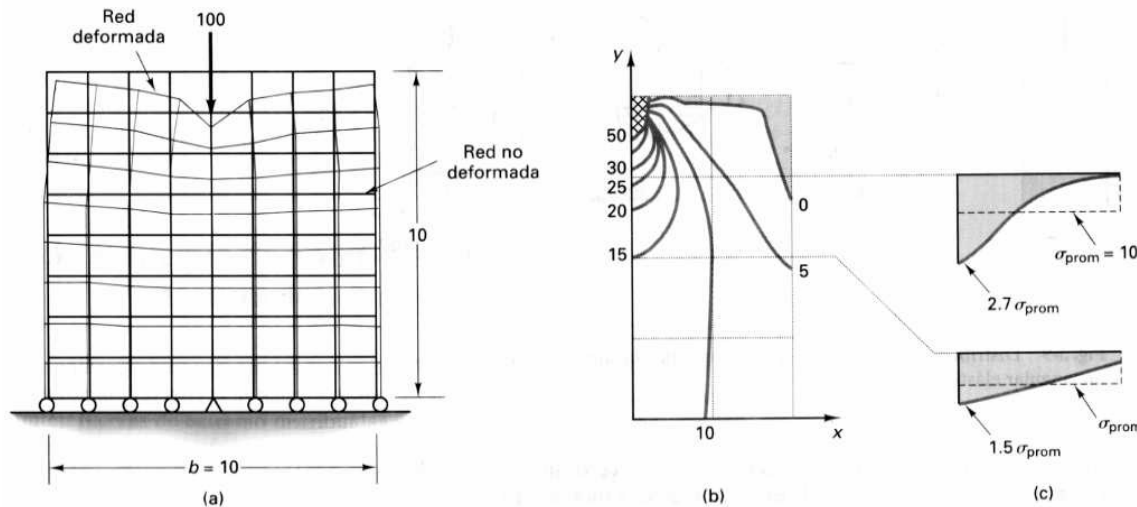 Red
deformada
100
Red no
deformada
10
b = 10
(a)
y
50
30
25
20
15
0
5
10
x
(b)
σprom = 10
2.7 σprom
σprom
1.5 σprom
(c)